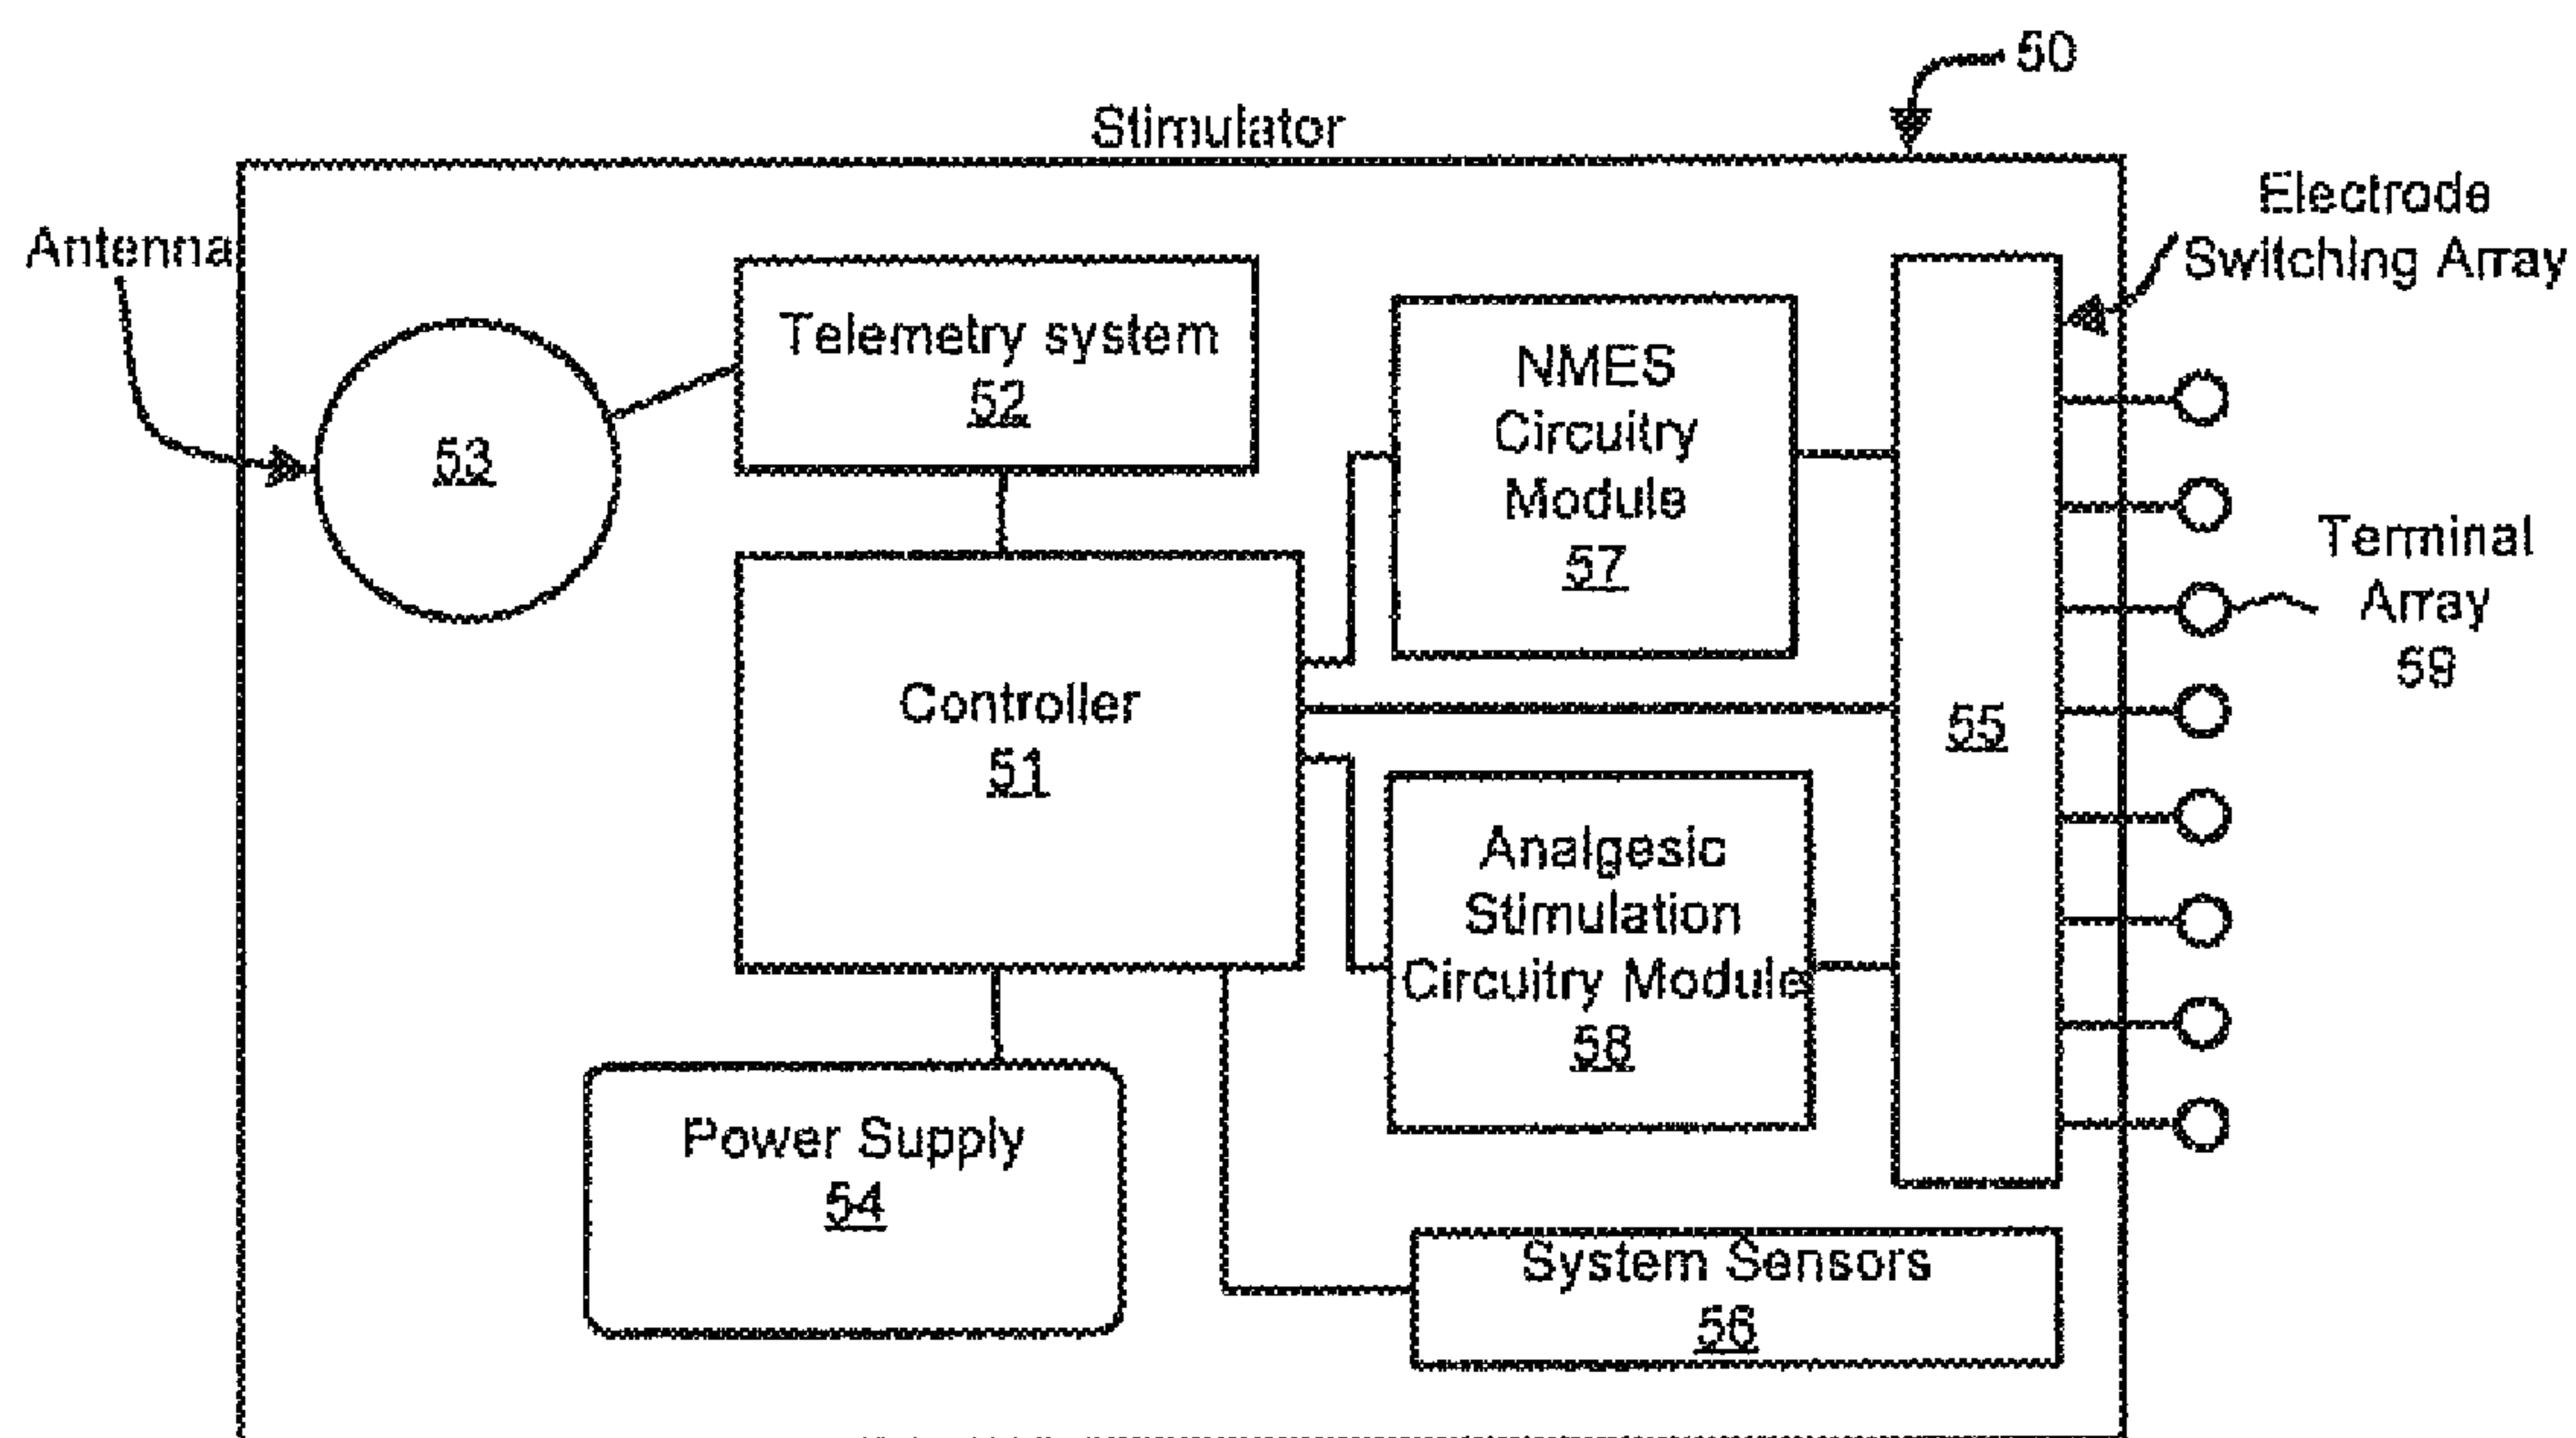 50
Stimulator
Antenna
Electrode
Switching Array
Telemetry system
52
53
NMES
Circuitry
Module
57
Terminal
Array
59
Controller
51
55
Analgesic
Stimulation
Circuitry Module
58
Power Supply
54
System Sensors
56